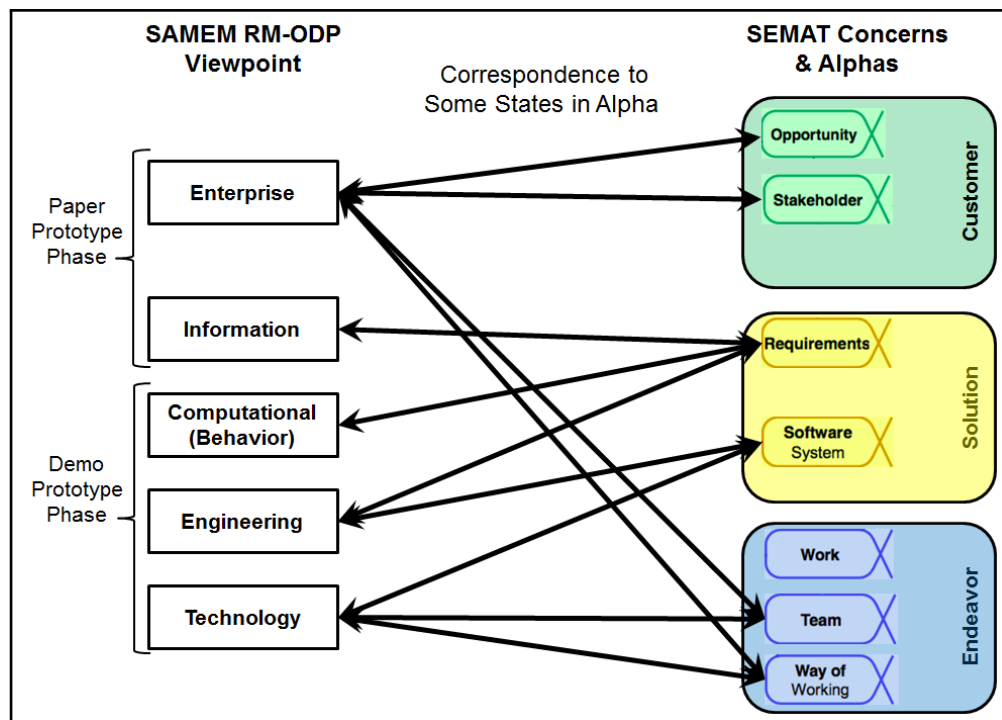 SAMEM RM-ODP
Viewpoint
SEMAT Concerns
& Alphas
Correspondence to
Some States in Alpha
Paper
Prototype
Phase
Enterprise
Information
Demo
Prototype
Phase
Computational
(Behavior)
Engineering
Technology
Opportunity
Stakeholder
Customer
Requirements
Software
System
Solution
Work
Team
Way of
Working
Endeavor